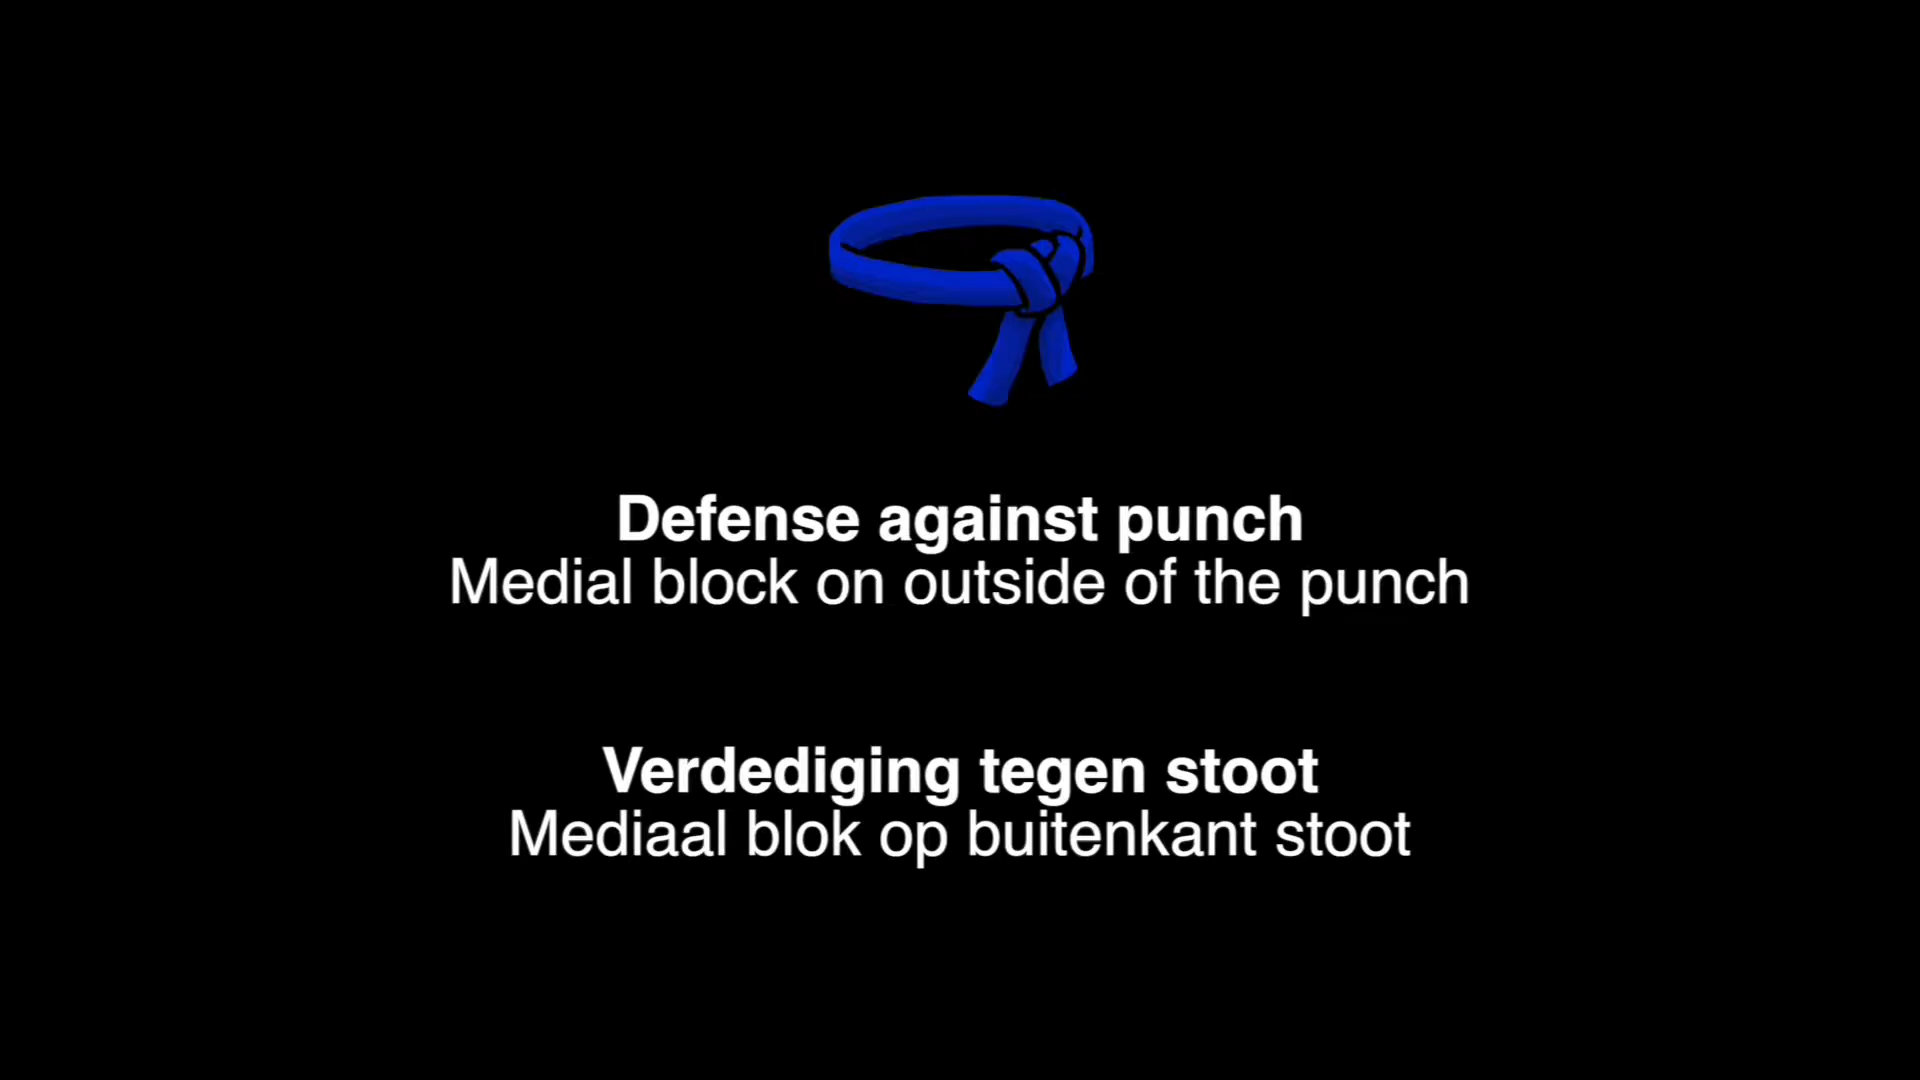 Defense against punch
Medial block on outside of the punch
Verdediging tegen stoot
Mediaal blok op buitenkant stoot